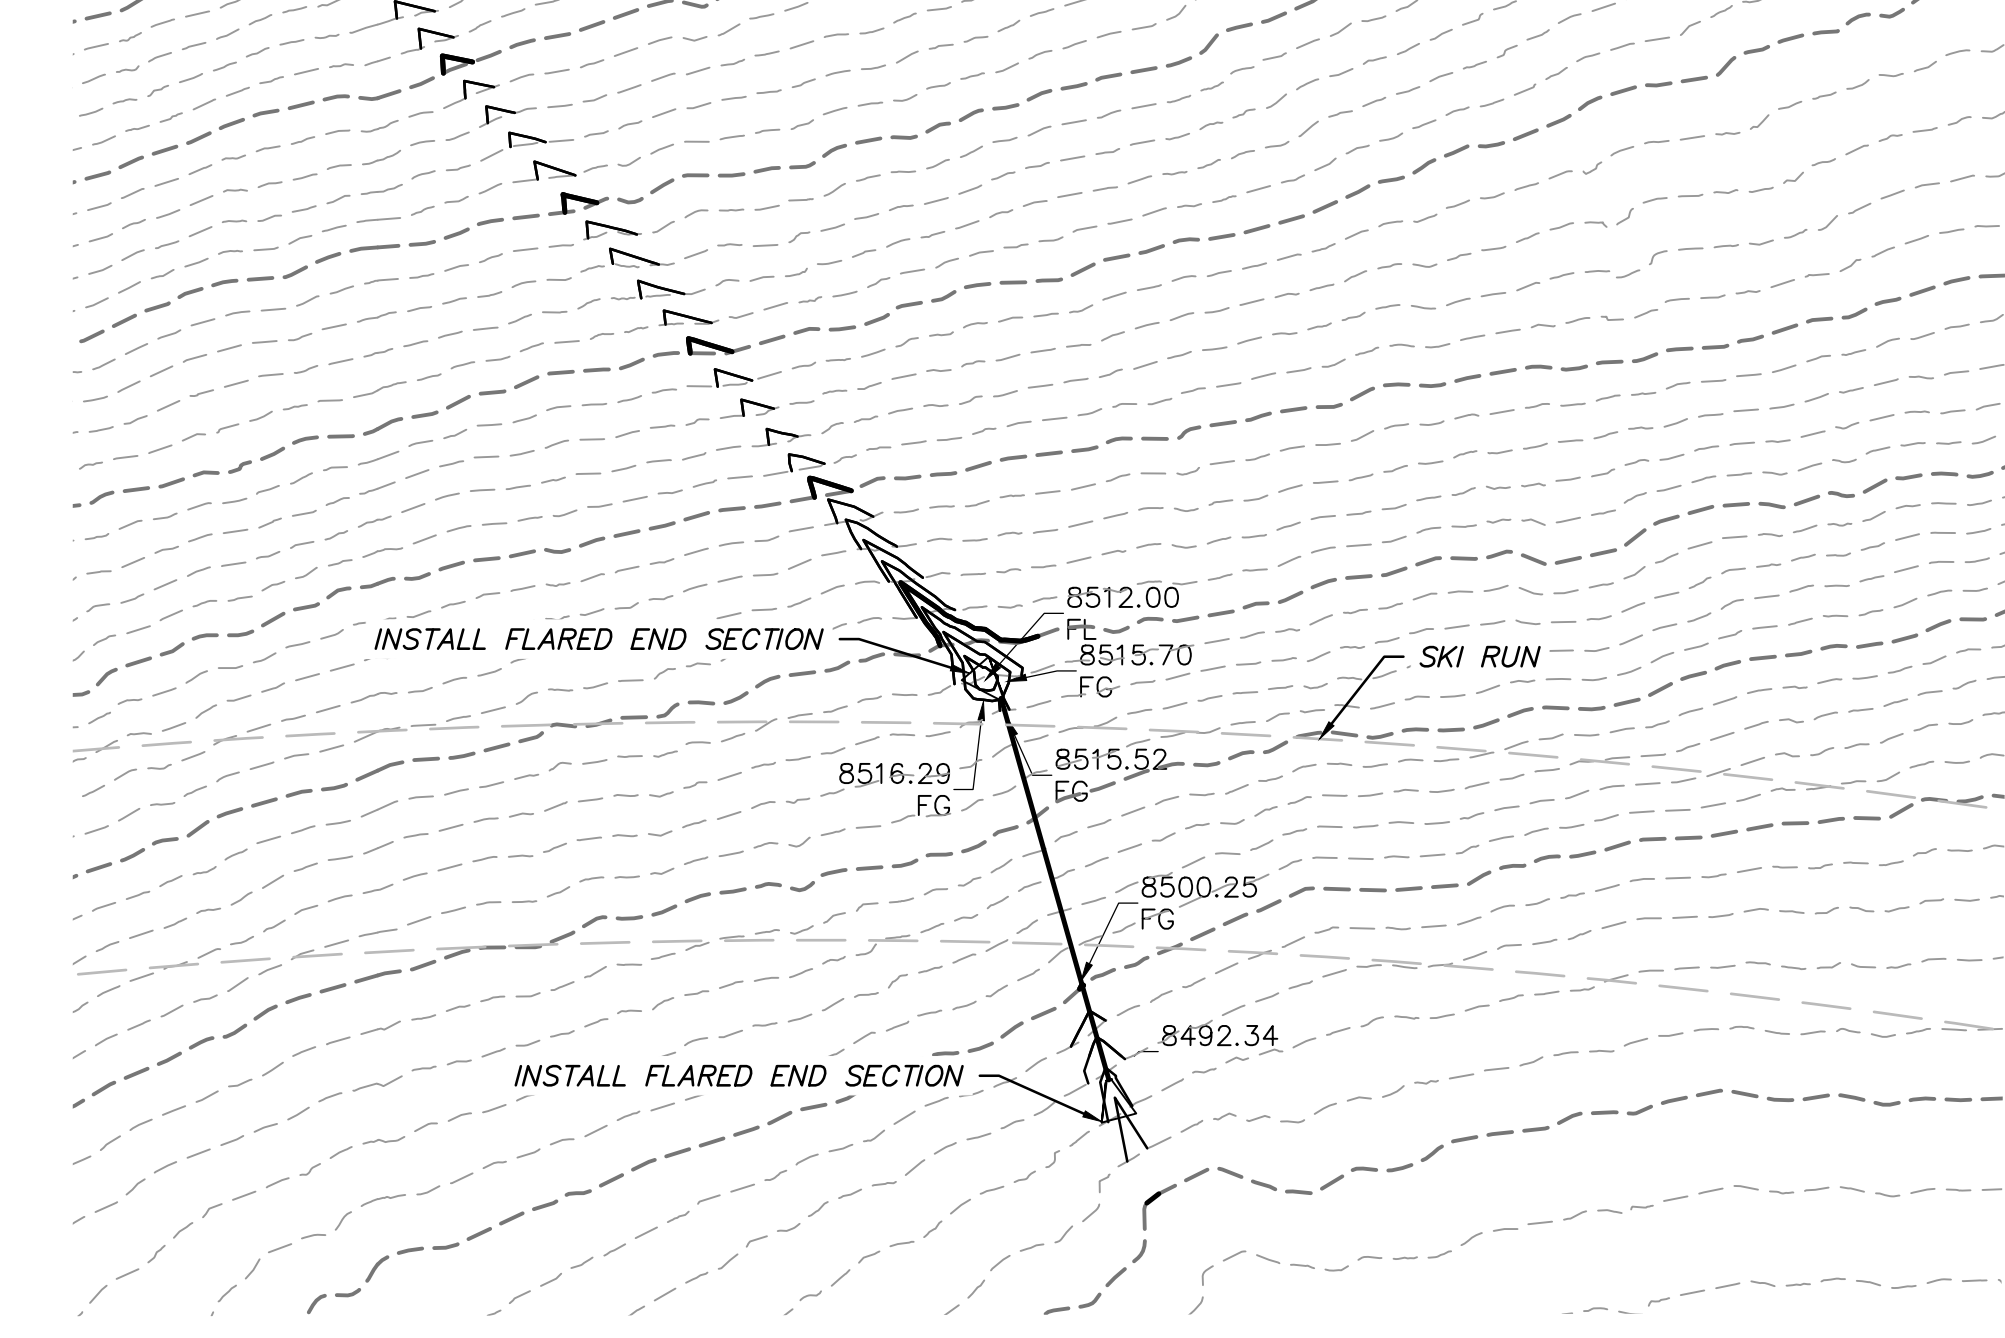 8512.00
FL
INSTALL FLARED END SECTION
8515.70
FG
SKI RUN
8516.29
FG
8515.52
FG
8500.25
FG
8492.34
INSTALL FLARED END SECTION